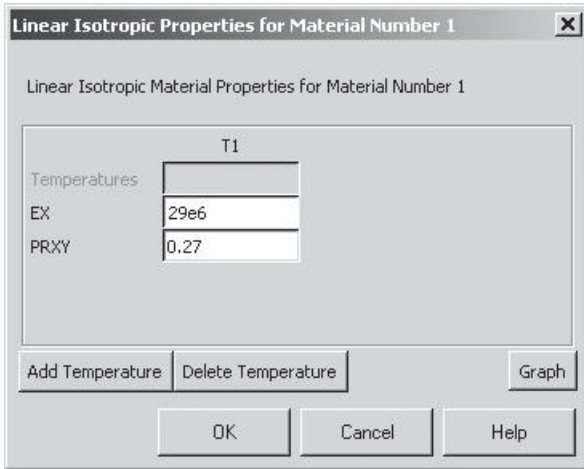 Linear Isotropic Properties for Material Number 1
Linear Isotropic Material Properties for Material Number 1
T1
Temperatures
EX 29e6
PRXY 0.27
Add Temperature Delete Temperature Graph
OK Cancel Help